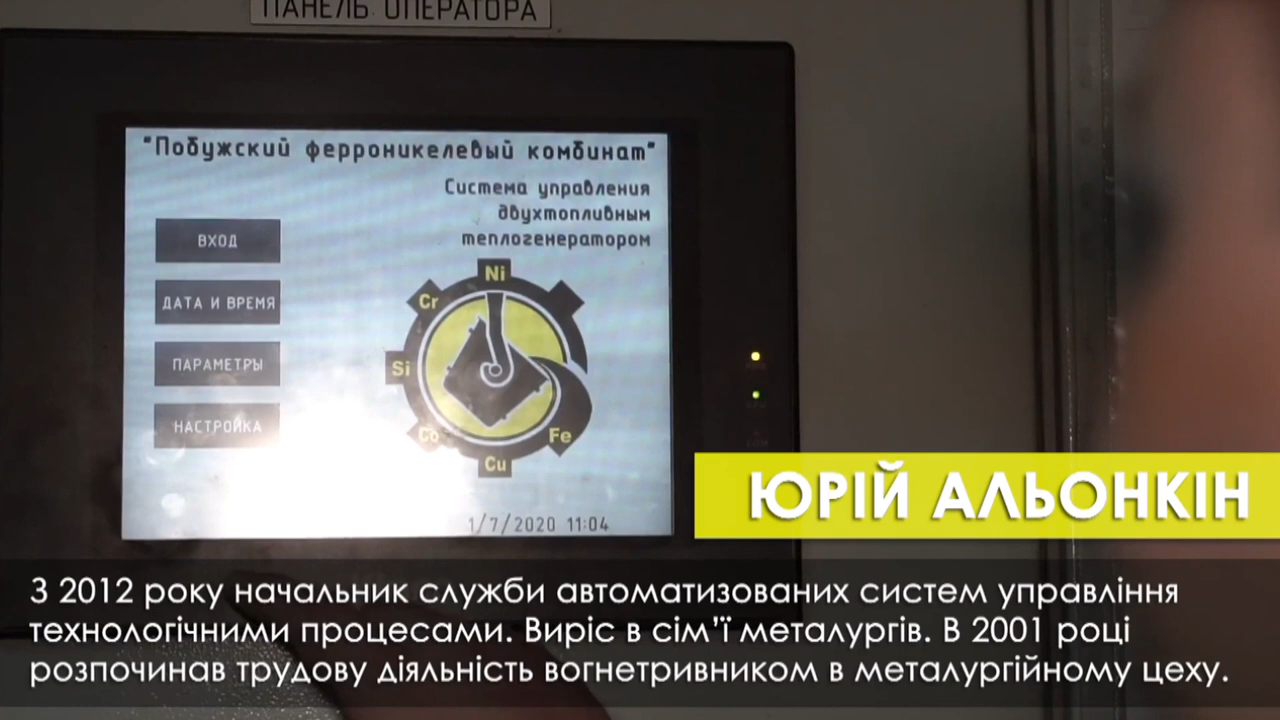 ПАНЕЛЬ ОПЕРАТОРА
"Побужский ферроникелевый комбинат"
Система управления
двухтопливным
теплогенератором
ВХОД
ДАТА И ВРЕМЯ
ПАРАМЕТРЫ
НАСТРОЙКА
Ni
Cr
Si
Co
Fe
Cu
1/7/2020 11:04
ЮРІЙ АЛЬОНКІН
З 2012 року начальник служби автоматизованих систем управління
технологічними процесами. Виріс в сім'ї металургів. В 2001 році
розпочинав трудову діяльність вогнетривником в металургійному цеху.